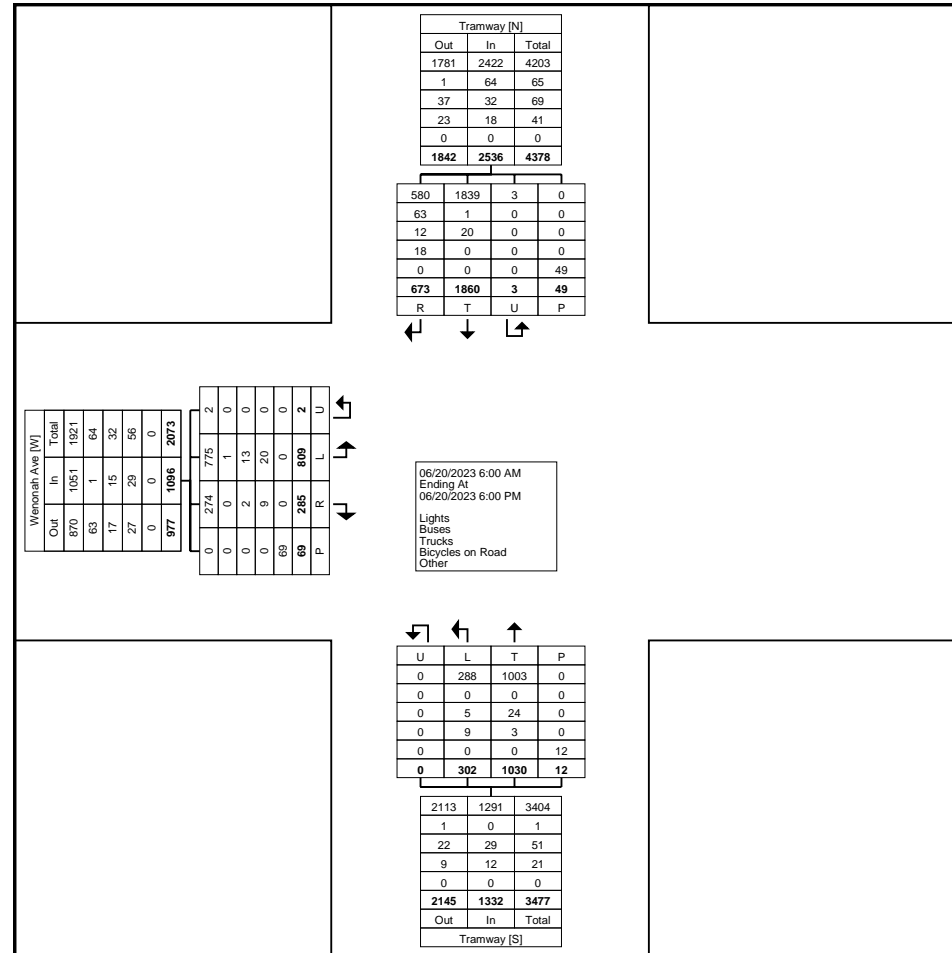 Tramway [N]
Out In Total
1781 2422 4203
1 64 65
37 32 69
23 18 41
0 0 0
1842 2536 4378
580 1839 3 0
63 1 0 0
12 20 0 0
18 0 0 0
0 0 0 49
673 1860 3 49
R T U P
Wenonah Ave [W]
Out In Total
870 1051 1921
63 1 64
17 15 32
27 29 56
0 0 0
977 1096 2073
0 274 775 2
0 0 1 0
0 2 13 0
0 9 20 0
69 0 0 0
69 285 809 2
P R L U
06/20/2023 6:00 AM
Ending At
06/20/2023 6:00 PM
Lights
Buses
Trucks
Bicycles on Road
Other
U L T P
0 288 1003 0
0 0 0 0
0 5 24 0
0 9 3 0
0 0 0 12
0 302 1030 12
2113 1291 3404
1 0 1
22 29 51
9 12 21
0 0 0
2145 1332 3477
Out In Total
Tramway [S]